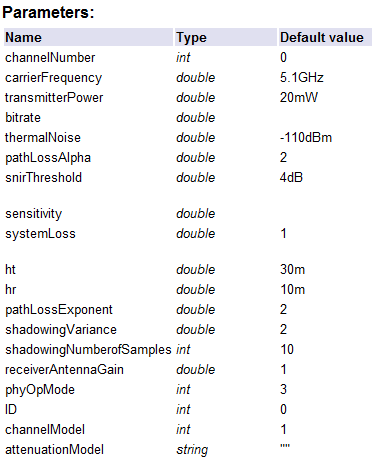 Parameters:
Name Type Default value
channelNumber int 0
carrierFrequency double 5.1GHz
transmitterPower double 20mW
bitrate double
thermalNoise double -110dBm
pathLossAlpha double 2
snirThreshold double 4dB
sensitivity double
systemLoss double 1
ht double 30m
hr double 10m
pathLossExponent double 2
shadowingVariance double 2
shadowingNumberofSamples int 10
receiverAntennaGain double 1
phyOpMode int 3
ID int 0
channelModel int 1
attenuationModel string ""